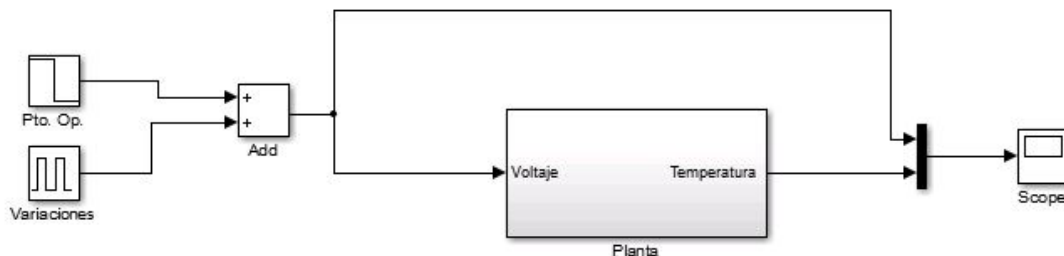 Pto. Op.
+
+
Add
Variaciones
Voltaje
Temperatura
Planta
Scope